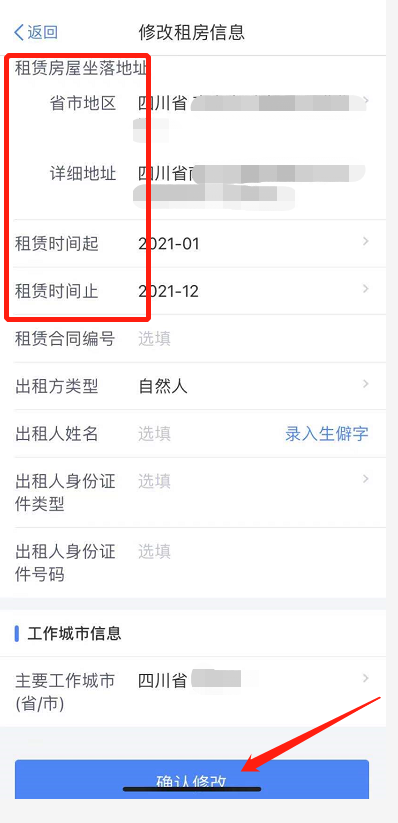 返回
修改租房信息
租赁房屋坐落地址
省市地区 四川省
详细地址 四川省
租赁时间起 2021-01
租赁时间止 2021-12
租赁合同编号 选填
出租方类型 自然人
出租人姓名 选填 录入生僻字
出租人身份证 选填
件类型
出租人身份证 选填
件号码
工作城市信息
主要工作城市 四川省
(省/市)
确认修改